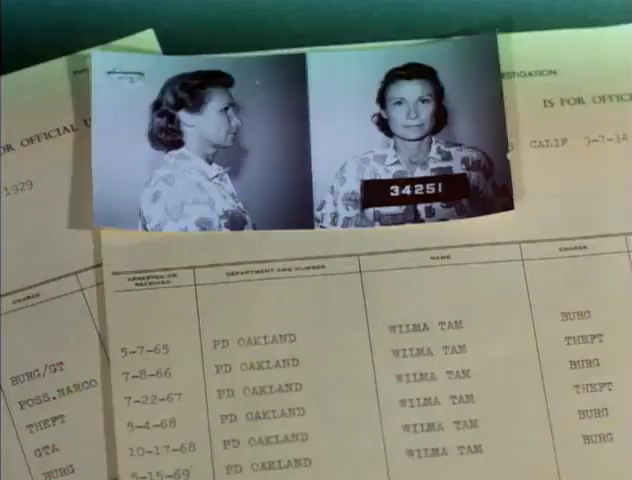 ESTIGATION
OR OFFICIAL U
IS FOR OFFIC
CALIF 9-7-34
1929
34251
CHARGE
ARRESTED OR RECEIVED
DEPARTMENT AND NUMBER
NAME
CHARGE
5-7-65 PD OAKLAND WILMA TAM BURG
7-8-66 PD OAKLAND WILMA TAM THEFT
7-22-67 PD OAKLAND WILMA TAM BURG
5-4-68 PD OAKLAND WILMA TAM THEFT
10-17-68 PD OAKLAND WILMA TAM BURG
5-15-69 PD OAKLAND WILMA TAM BURG
BURG/GT
POSS.NARCO
THEFT
GTA
BURG